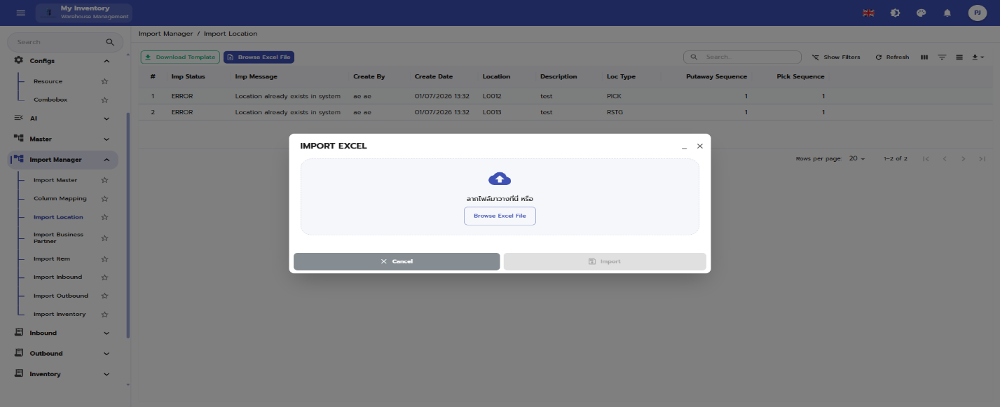 My Inventory
Warehouse Management
PJ
Search
Configs
Resource
Combobox
AI
Master
Import Manager
Import Master
Column Mapping
Import Location
Import Business
Partner
Import Item
Import Inbound
Import Outbound
Import Inventory
Inbound
Outbound
Inventory
Import Manager / Import Location
Download Template Browse Excel File Search... Show Filters Refresh
# Imp Status Imp Message Create By Create Date Location Description Loc Type Putaway Sequence Pick Sequence
1 ERROR Location already exists in system ae ae 01/07/2026 13:32 L0012 test PICK 1 1
2 ERROR Location already exists in system ae ae 01/07/2026 13:32 L0013 test RSTG 1 1
Rows per page: 20 1–2 of 2
IMPORT EXCEL
ลากไฟล์มาวางที่นี่ หรือ
Browse Excel File
Cancel Import